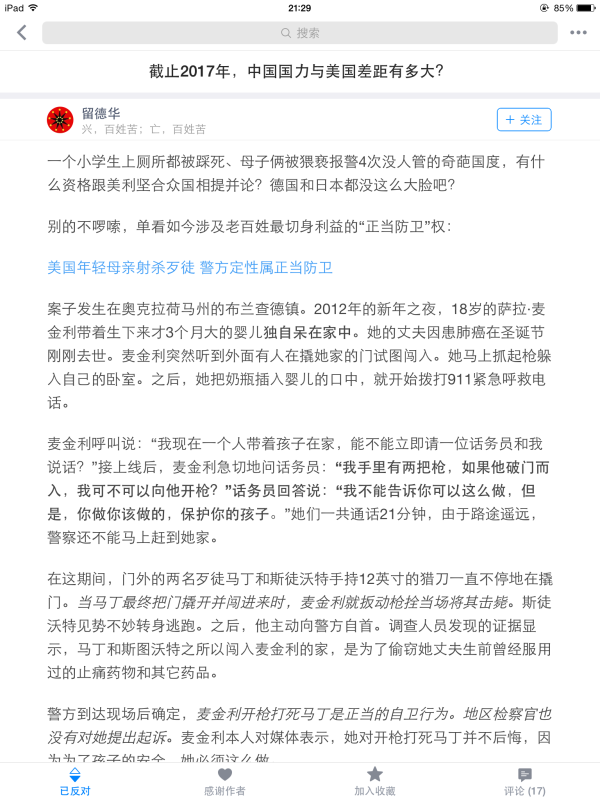 iPad 21:29 85%
搜索
截止2017年，中国国力与美国差距有多大？
留德华
兴，百姓苦；亡，百姓苦
+ 关注
一个小学生上厕所都被踩死、母子俩被猥亵报警4次没人管的奇葩国度，有什
么资格跟美利坚合众国相提并论？德国和日本都没这么大脸吧？
别的不啰嗦，单看如今涉及老百姓最切身利益的“正当防卫”权：
美国年轻母亲射杀歹徒 警方定性属正当防卫
案子发生在奥克拉荷马州的布兰查德镇。2012年的新年之夜，18岁的萨拉·麦
金利带着生下来才3个月大的婴儿独自呆在家中。她的丈夫因患肺癌在圣诞节
刚刚去世。麦金利突然听到外面有人在撬她家的门试图闯入。她马上抓起枪躲
入自己的卧室。之后，她把奶瓶插入婴儿的口中，就开始拨打911紧急呼救电
话。
麦金利呼叫说：“我现在一个人带着孩子在家，能不能立即请一位话务员和我
说话？”接上线后，麦金利急切地问话务员：“我手里有两把枪，如果他破门而
入，我可不可以向他开枪？”话务员回答说：“我不能告诉你可以这么做，但
是，你做你该做的，保护你的孩子。”她们一共通话21分钟，由于路途遥远，
警察还不能马上赶到她家。
在这期间，门外的两名歹徒马丁和斯徒沃特手持12英寸的猎刀一直不停地在撬
门。当马丁最终把门撬开并闯进来时，麦金利就扳动枪栓当场将其击毙。斯徒
沃特见势不妙转身逃跑。之后，他主动向警方自首。调查人员发现的证据显
示，马丁和斯图沃特之所以闯入麦金利的家，是为了偷窃她丈夫生前曾经服用
过的止痛药物和其它药品。
警方到达现场后确定，麦金利开枪打死马丁是正当的自卫行为。地区检察官也
没有对她提出起诉。麦金利本人对媒体表示，她对开枪打死马丁并不后悔，因
为为了孩子的安全，她必须这么做。
已反对 感谢作者 加入收藏 评论 (17)